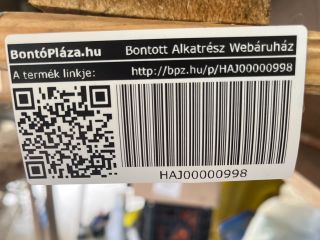 BontóPláza.hu Bontott Alkatrész Webáruház
A termék linkje: http://bpz.hu/p/HAJ00000998
HAJ00000998